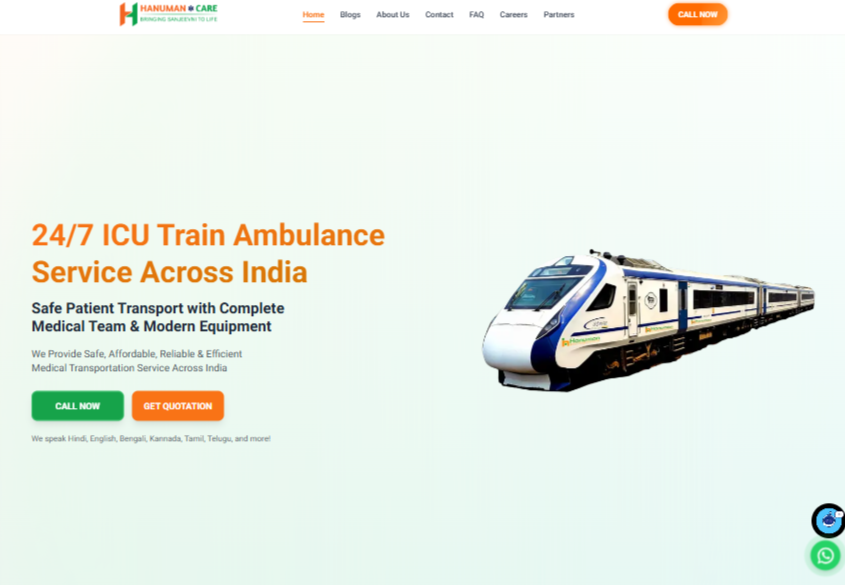 HANUMAN CARE
BRINGING SANJEEVNI TO LIFE
Home Blogs About Us Contact FAQ Careers Partners
CALL NOW
24/7 ICU Train Ambulance
Service Across India
Safe Patient Transport with Complete
Medical Team & Modern Equipment
We Provide Safe, Affordable, Reliable & Efficient
Medical Transportation Service Across India
CALL NOW GET QUOTATION
We speak Hindi, English, Bengali, Kannada, Tamil, Telugu, and more!
Hanuman